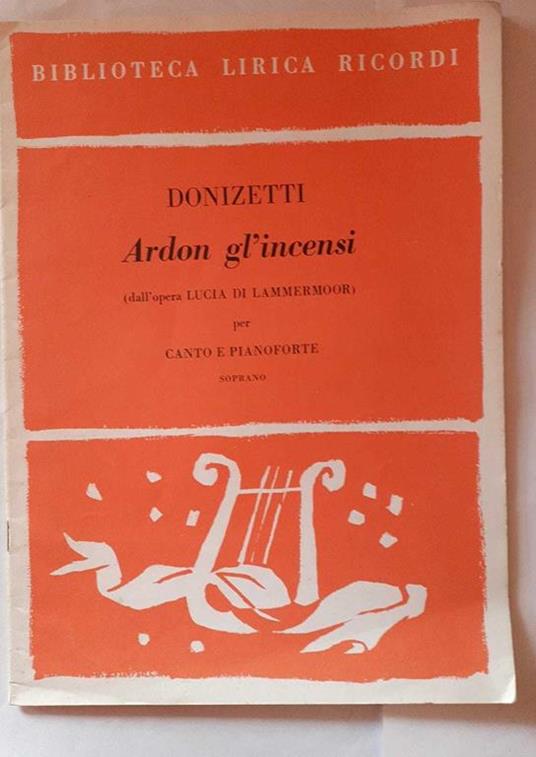 BIBLIOTECA LIRICA RICORDI
DONIZETTI
Ardon gl'incensi
(dall'opera LUCIA DI LAMMERMOOR)
per
CANTO E PIANOFORTE
SOPRANO